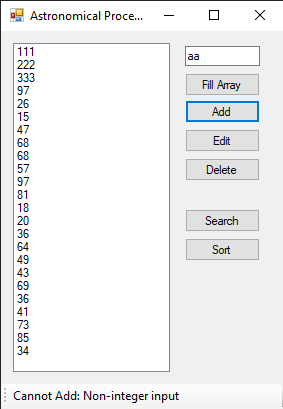 Astronomical Proce...
111
222
333
97
26
15
47
68
68
57
97
81
18
20
36
64
49
43
69
36
41
73
85
34
aa
Fill Array
Add
Edit
Delete
Search
Sort
Cannot Add: Non-integer input